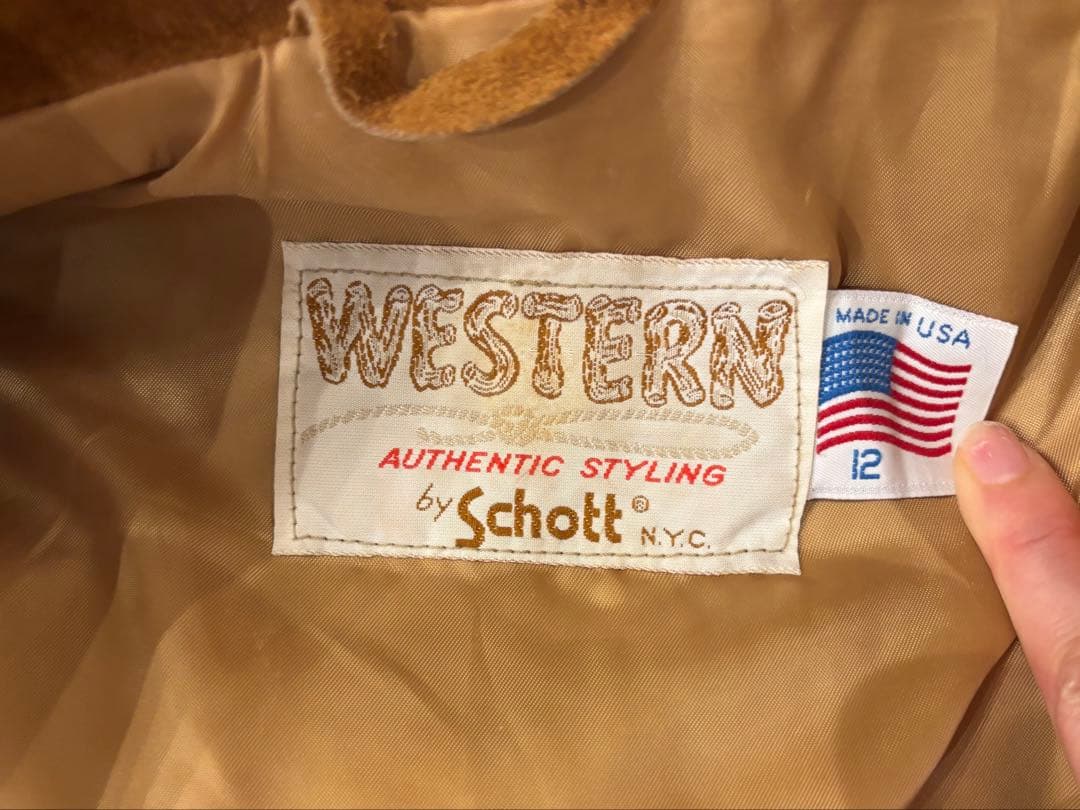 WESTERN
AUTHENTIC STYLING
by Schott® N.Y.C.
MADE IN USA
12